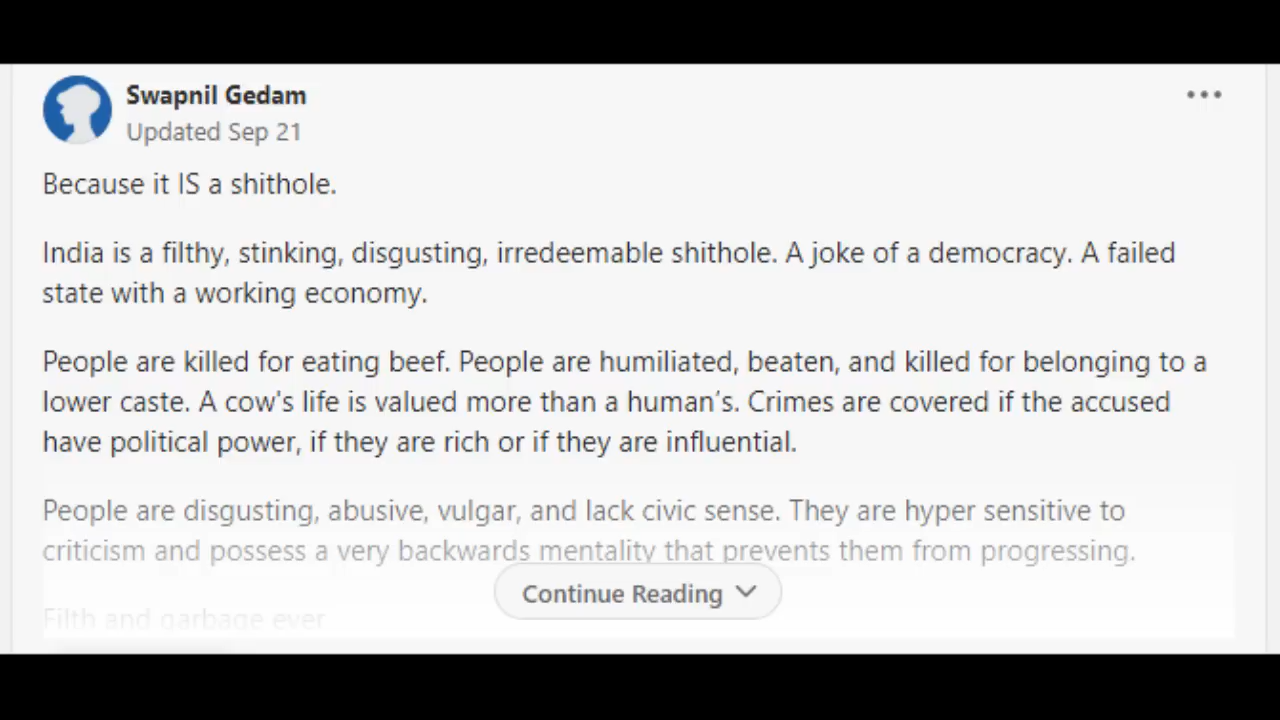 Swapnil Gedam
Updated Sep 21
Because it IS a shithole.
India is a filthy, stinking, disgusting, irredeemable shithole. A joke of a democracy. A failed
state with a working economy.
People are killed for eating beef. People are humiliated, beaten, and killed for belonging to a
lower caste. A cow's life is valued more than a human's. Crimes are covered if the accused
have political power, if they are rich or if they are influential.
People are disgusting, abusive, vulgar, and lack civic sense. They are hyper sensitive to
criticism and possess a very backwards mentality that prevents them from progressing.
Continue Reading
Filth and garbage ever